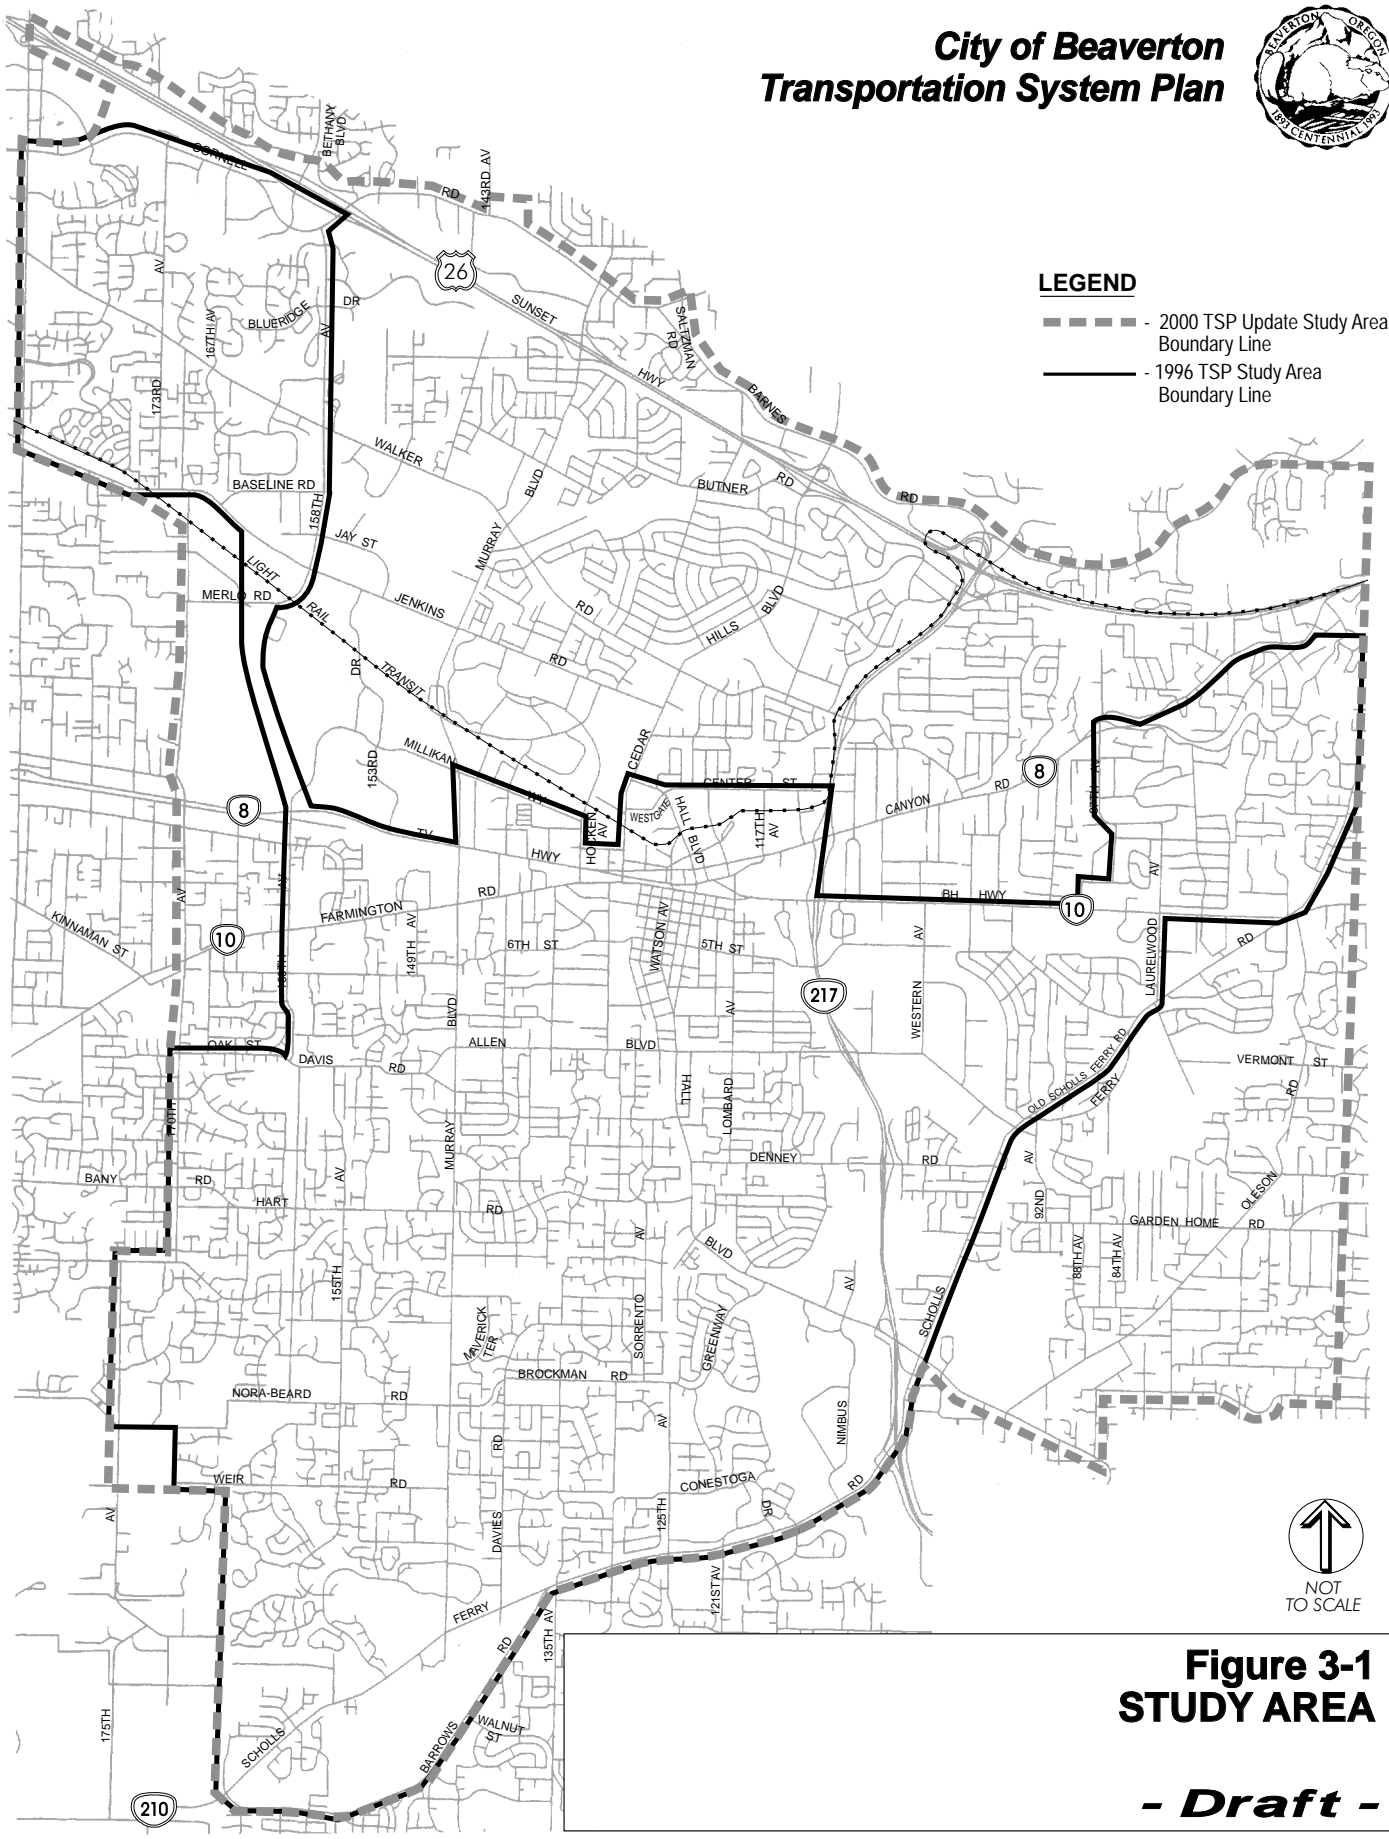 City of Beaverton
Transportation System Plan
BEAVERTON OREGON
1893 CENTENNIAL 1993
LEGEND
- 2000 TSP Update Study Area
Boundary Line
- 1996 TSP Study Area
Boundary Line
BETHANY
BLVD
CORNELL
RD
143RD AV
26
SUNSET
HWY
AV
167TH AV
BLUERIDGE
DR
AV
173RD
SALTZMAN
RD
BARNES
RD
WALKER
BLVD
BUTNER
RD
BASELINE RD
158TH
JAY ST
MURRAY
LIGHT
RAIL
TRANSIT
MERLO RD
JENKINS
RD
RD
HILLS
BLVD
DR
153RD
MILLIKAN
WY
CEDAR
CENTER ST
WESTGATE
HALL BLVD
117TH
AV
HOCKEN
AV
8
TV
HWY
CANYON
RD
8
87TH AV
BH HWY
10
AV
LAURELWOOD
RD
AV
KINNAMAN ST
10
AV
160TH
FARMINGTON
RD
149TH AV
6TH ST
WATSON AV
5TH ST
AV
217
AV
WESTERN
OAK ST
DAVIS
RD
BLVD
ALLEN
BLVD
HALL
LOMBARD
OLD SCHOLLS FERRY RD
FERRY
VERMONT ST
RD
170TH
BANY
RD
HART
AV
MURRAY
RD
DENNEY
RD
AV
92ND
OLESON
GARDEN HOME RD
88TH AV
84TH AV
155TH
AV
SORRENTO
BLVD
GREENWAY
AV
NIMBUS
SCHOLLS
MAVERICK
TER
BROCKMAN RD
NORA-BEARD
RD
WEIR
RD
RD
DAVIES
AV
125TH
CONESTOGA
DR
RD
AV
175TH
FERRY
SCHOLLS
RD
BARROWS
135TH AV
121ST AV
WALNUT
ST
210
NOT
TO SCALE
Figure 3-1
STUDY AREA
- Draft -